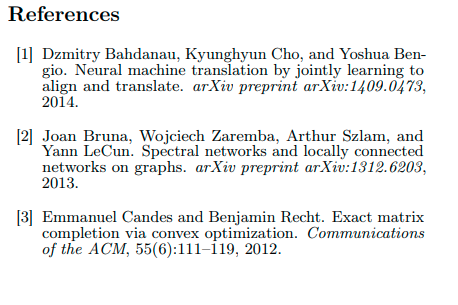 References
[1] Dzmitry Bahdanau, Kyunghyun Cho, and Yoshua Ben-
gio. Neural machine translation by jointly learning to
align and translate. arXiv preprint arXiv:1409.0473,
2014.
[2] Joan Bruna, Wojciech Zaremba, Arthur Szlam, and
Yann LeCun. Spectral networks and locally connected
networks on graphs. arXiv preprint arXiv:1312.6203,
2013.
[3] Emmanuel Candes and Benjamin Recht. Exact matrix
completion via convex optimization. Communications
of the ACM, 55(6):111–119, 2012.